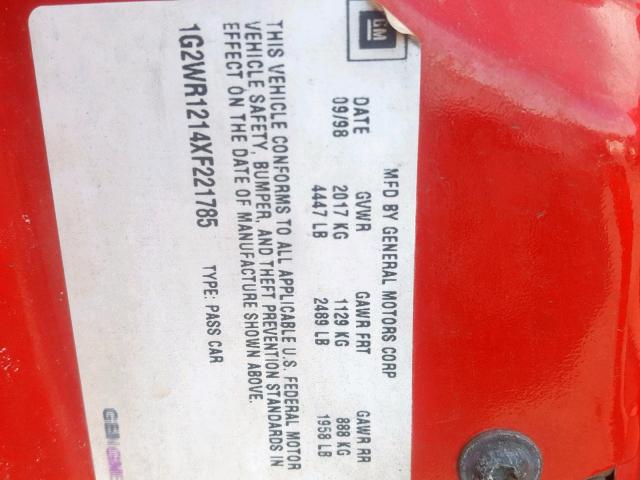 GM
MFD BY GENERAL MOTORS CORP
DATE GVWR GAWR FRT GAWR RR
09/98 2017 KG 1129 KG 888 KG
4447 LB 2489 LB 1958 LB
THIS VEHICLE CONFORMS TO ALL APPLICABLE U.S. FEDERAL MOTOR
VEHICLE SAFETY, BUMPER, AND THEFT PREVENTION STANDARDS IN
EFFECT ON THE DATE OF MANUFACTURE SHOWN ABOVE.
1G2WR1214XF221785 TYPE: PASS CAR